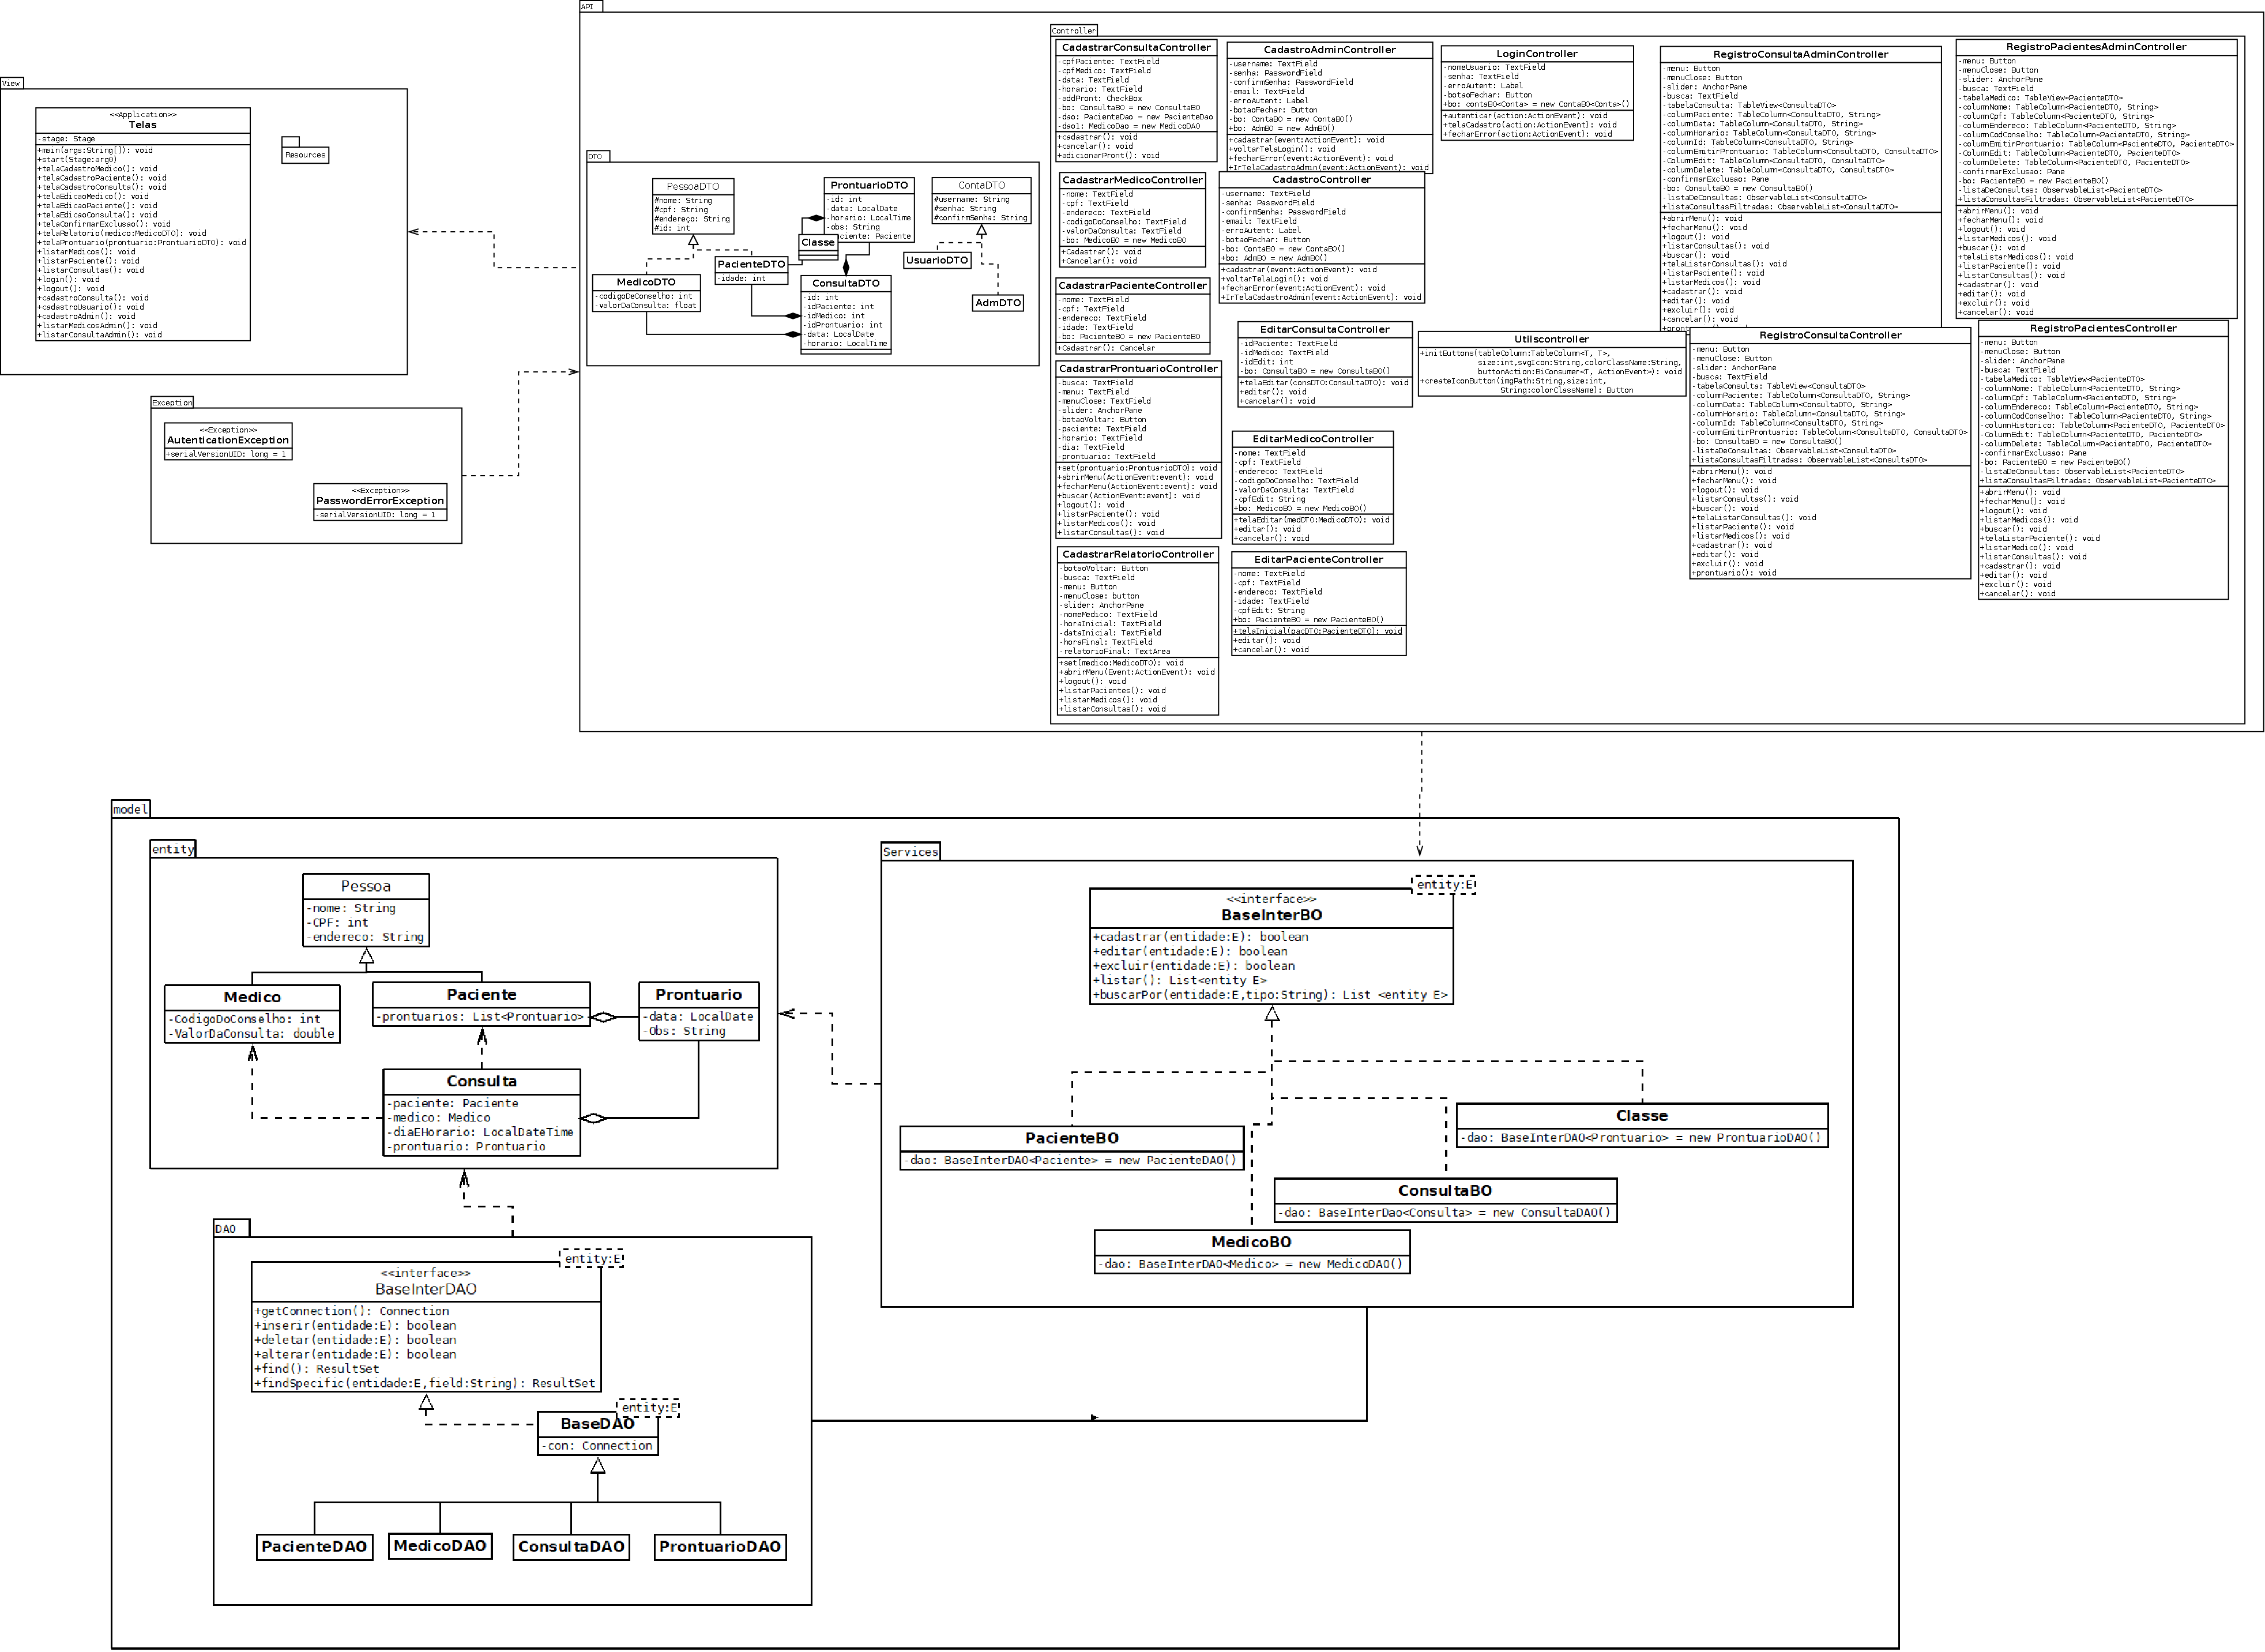 View
<<Application>>
Telas
-stage: Stage
+main(args:String[]): void
+start(Stage:arg0)
+telaCadastroMedico(): void
+telaCadastroPaciente(): void
+telaCadastroConsulta(): void
+telaEdicaoMedico(): void
+telaEdicaoPaciente(): void
+telaEdicaoConsulta(): void
+telaConfirmarExclusao(): void
+telaRelatorio(medico:MedicoDTO): void
+telaProntuario(prontuario:ProntuarioDTO): void
+listarMedicos(): void
+listarPaciente(): void
+listarConsultas(): void
+login(): void
+logout(): void
+cadastroConsulta(): void
+cadastroUsuario(): void
+cadastroAdmin(): void
+listarMedicosAdmin(): void
+listarConsultaAdmin(): void
Resources
Exception
<<Exception>>
AutenticationException
+serialVersionUID: long = 1
<<Exception>>
PasswordErrorException
-serialVersionUID: long = 1
API
DTO
PessoaDTO
#nome: String
#cpf: String
#endereço: String
#id: int
ProntuarioDTO
-id: int
-data: LocalDate
-horario: LocalTime
-obs: String
ciente: Paciente
ContaDTO
#username: String
#senha: String
#confirmSenha: String
Classe
PacienteDTO
-idade: int
UsuarioDTO
AdmDTO
MedicoDTO
-codigoDeConselho: int
-valorDaConsulta: float
ConsultaDTO
-id: int
-idPaciente: int
-idMedico: int
-idProntuario: int
-data: LocalDate
-horario: LocalTime
Controller
CadastrarConsultaController
-cpfPaciente: TextField
-cpfMedico: TextField
-data: TextField
-horario: TextField
-addPront: CheckBox
-bo: ConsultaBO = new ConsultaBO
-dao: PacienteDao = new PacienteDao
-dao1: MedicoDao = new MedicoDAO
+cadastrar(): void
+cancelar(): void
+adicionarPront(): void
CadastrarMedicoController
-nome: TextField
-cpf: TextField
-endereco: TextField
-codigoDoConselho: TextField
-valorDaConsulta: TextField
-bo: MedicoBO = new MedicoBO
+Cadastrar(): void
+Cancelar(): void
CadastrarPacienteController
-nome: TextField
-cpf: TextField
-endereco: TextField
-idade: TextField
-bo: PacienteBO = new PacienteBO
+Cadastrar(): Cancelar
CadastrarProntuarioController
-busca: TextField
-menu: TextField
-menuClose: TextField
-slider: AnchorPane
-botaoVoltar: Button
-paciente: TextField
-horario: TextField
-dia: TextField
-prontuario: TextField
+set(prontuario:ProntuarioDTO): void
+abrirMenu(ActionEvent:event): void
+fecharMenu(ActionEvent:event): void
+buscar(ActionEvent:event): void
+logout(): void
+listarPaciente(): void
+listarMedicos(): void
+listarConsultas(): void
CadastrarRelatorioController
-botaoVoltar: Button
-busca: TextField
-menu: Button
-menuClose: button
-slider: AnchorPane
-nomeMedico: TextField
-horaInicial: TextField
-dataInicial: TextField
-horaFinal: TextField
-relatorioFinal: TextArea
+set(medico:MedicoDTO): void
+abrirMenu(Event:ActionEvent): void
+logout(): void
+listarPacientes(): void
+listarMedicos(): void
+listarConsultas(): void
CadastroAdminController
-username: TextField
-senha: PasswordField
-confirmSenha: PasswordField
-email: TextField
-erroAutent: Label
-botaoFechar: Button
-bo: ContaBO = new ContaBO()
+bo: AdmBO = new AdmBO()
+cadastrar(event:ActionEvent): void
+voltarTelaLogin(): void
+fecharError(event:ActionEvent): void
+IrTelaCadastroAdmin(event:ActionEvent): void
CadastroController
-username: TextField
-senha: PasswordField
-confirmSenha: PasswordField
-email: TextField
-erroAutent: Label
-botaoFechar: Button
-bo: ContaBO = new ContaBO()
-bo: AdmBO = new AdmBO()
+cadastrar(event:ActionEvent): void
+voltarTelaLogin(): void
+fecharError(event:ActionEvent): void
+IrTelaCadastroAdmin(event:ActionEvent): void
EditarConsultaController
-idPaciente: TextField
-idMedico: TextField
-idEdit: int
-bo: ConsultaBO = new ConsultaBO()
+telaEditar(consDTO:ConsultaDTO): void
+editar(): void
+cancelar(): void
EditarMedicoController
-nome: TextField
-cpf: TextField
-endereco: TextField
-codigoDoConselho: TextField
-valorDaConsulta: TextField
-cpfEdit: String
+bo: MedicoBO = new MedicoBO()
+telaEditar(medDTO:MedicoDTO): void
+editar(): void
+cancelar(): void
EditarPacienteController
-nome: TextField
-cpf: TextField
-endereco: TextField
-idade: TextField
-cpfEdit: String
+bo: PacienteBO = new PacienteBO()
+telaInicial(pacDTO:PacienteDTO): void
+editar(): void
+cancelar(): void
LoginController
-nomeUsuario: TextField
-senha: TextField
-erroAutent: Label
-botaoFechar: Button
+bo: contaBO<Conta> = new ContaBO<Conta>()
+autenticar(action:ActionEvent): void
+telaCadastro(action:ActionEvent): void
+fecharError(action:ActionEvent): void
Utilscontroller
+initButtons(tableColumn:TableColumn<T, T>,
size:int,svgIcon:String,colorClassName:String,
buttonAction:BiConsumer<T, ActionEvent>): void
+createIconButton(imgPath:String,size:int,
String:colorClassName): Button
RegistroConsultaAdminController
-menu: Button
-menuClose: Button
-slider: AnchorPane
-busca: TextField
-tabelaConsulta: TableView<ConsultaDTO>
-columnPaciente: TableColumn<ConsultaDTO, String>
-columnData: TableColumn<ConsultaDTO, String>
-columnHorario: TableColumn<ConsultaDTO, String>
-columnId: TableColumn<ConsultaDTO, String>
-columnEmitirProntuario: TableColumn<ConsultaDTO, ConsultaDTO>
-ColumnEdit: TableColumn<ConsultaDTO, ConsultaDTO>
-columnDelete: TableColumn<ConsultaDTO, ConsultaDTO>
-confirmarExclusao: Pane
-bo: ConsultaBO = new ConsultaBO()
-listaDeConsultas: ObservableList<ConsultaDTO>
+listaConsultasFiltradas: ObservableList<ConsultaDTO>
+abrirMenu(): void
+fecharMenu(): void
+logout(): void
+listarConsultas(): void
+buscar(): void
+telaListarConsultas(): void
+listarPaciente(): void
+listarMedicos(): void
+cadastrar(): void
+editar(): void
+excluir(): void
+cancelar(): void
RegistroConsultaController
-menu: Button
-menuClose: Button
-slider: AnchorPane
-busca: TextField
-tabelaConsulta: TableView<ConsultaDTO>
-columnPaciente: TableColumn<ConsultaDTO, String>
-columnData: TableColumn<ConsultaDTO, String>
-columnHorario: TableColumn<ConsultaDTO, String>
-columnId: TableColumn<ConsultaDTO, String>
-columnEmitirProntuario: TableColumn<ConsultaDTO, ConsultaDTO>
-bo: ConsultaBO = new ConsultaBO()
-listaDeConsultas: ObservableList<ConsultaDTO>
+listaConsultasFiltradas: ObservableList<ConsultaDTO>
+abrirMenu(): void
+fecharMenu(): void
+logout(): void
+listarConsultas(): void
+buscar(): void
+telaListarConsultas(): void
+listarPaciente(): void
+listarMedicos(): void
+cadastrar(): void
+editar(): void
+excluir(): void
+prontuario(): void
RegistroPacientesAdminController
-menu: Button
-menuClose: Button
-slider: AnchorPane
-busca: TextField
-tabelaMedico: TableView<PacienteDTO>
-columnNome: TableColumn<PacienteDTO, String>
-columnCpf: TableColumn<PacienteDTO, String>
-columnEndereco: TableColumn<PacienteDTO, String>
-columnCodConselho: TableColumn<PacienteDTO, String>
-columnEmitirProntuario: TableColumn<PacienteDTO, PacienteDTO>
-ColumnEdit: TableColumn<PacienteDTO, PacienteDTO>
-columnDelete: TableColumn<PacienteDTO, PacienteDTO>
-confirmarExclusao: Pane
-bo: PacienteBO = new PacienteBO()
-listaDeConsultas: ObservableList<PacienteDTO>
+listaConsultasFiltradas: ObservableList<PacienteDTO>
+abrirMenu(): void
+fecharMenu(): void
+logout(): void
+listarMedicos(): void
+buscar(): void
+telaListarMedicos(): void
+listarPaciente(): void
+listarConsultas(): void
+cadastrar(): void
+editar(): void
+excluir(): void
+cancelar(): void
RegistroPacientesController
-menu: Button
-menuClose: Button
-slider: AnchorPane
-busca: TextField
-tabelaMedico: TableView<PacienteDTO>
-columnNome: TableColumn<PacienteDTO, String>
-columnCpf: TableColumn<PacienteDTO, String>
-columnEndereco: TableColumn<PacienteDTO, String>
-columnCodConselho: TableColumn<PacienteDTO, String>
-columnHistorico: TableColumn<PacienteDTO, PacienteDTO>
-ColumnEdit: TableColumn<PacienteDTO, PacienteDTO>
-columnDelete: TableColumn<PacienteDTO, PacienteDTO>
-confirmarExclusao: Pane
-bo: PacienteBO = new PacienteBO()
-listaDeConsultas: ObservableList<PacienteDTO>
+listaConsultasFiltradas: ObservableList<PacienteDTO>
+abrirMenu(): void
+fecharMenu(): void
+logout(): void
+listarMedicos(): void
+buscar(): void
+telaListarPaciente(): void
+listarMedico(): void
+listarConsultas(): void
+cadastrar(): void
+editar(): void
+excluir(): void
+cancelar(): void
model
entity
Pessoa
-nome: String
-CPF: int
-endereco: String
Medico
-CodigoDoConselho: int
-ValorDaConsulta: double
Paciente
-prontuarios: List<Prontuario>
Prontuario
-data: LocalDate
-Obs: String
Consulta
-paciente: Paciente
-medico: Medico
-diaEHorario: LocalDateTime
-prontuario: Prontuario
Services
entity:E
<<interface>>
BaseInterBO
+cadastrar(entidade:E): boolean
+editar(entidade:E): boolean
+excluir(entidade:E): boolean
+listar(): List<entity E>
+buscarPor(entidade:E,tipo:String): List <entity E>
PacienteBO
-dao: BaseInterDAO<Paciente> = new PacienteDAO()
Classe
-dao: BaseInterDAO<Prontuario> = new ProntuarioDAO()
ConsultaBO
-dao: BaseInterDao<Consulta> = new ConsultaDAO()
MedicoBO
-dao: BaseInterDAO<Medico> = new MedicoDAO()
DAO
entity:E
<<interface>>
BaseInterDAO
+getConnection(): Connection
+inserir(entidade:E): boolean
+deletar(entidade:E): boolean
+alterar(entidade:E): boolean
+find(): ResultSet
+findSpecific(entidade:E,field:String): ResultSet
entity:E
BaseDAO
-con: Connection
PacienteDAO
MedicoDAO
ConsultaDAO
ProntuarioDAO